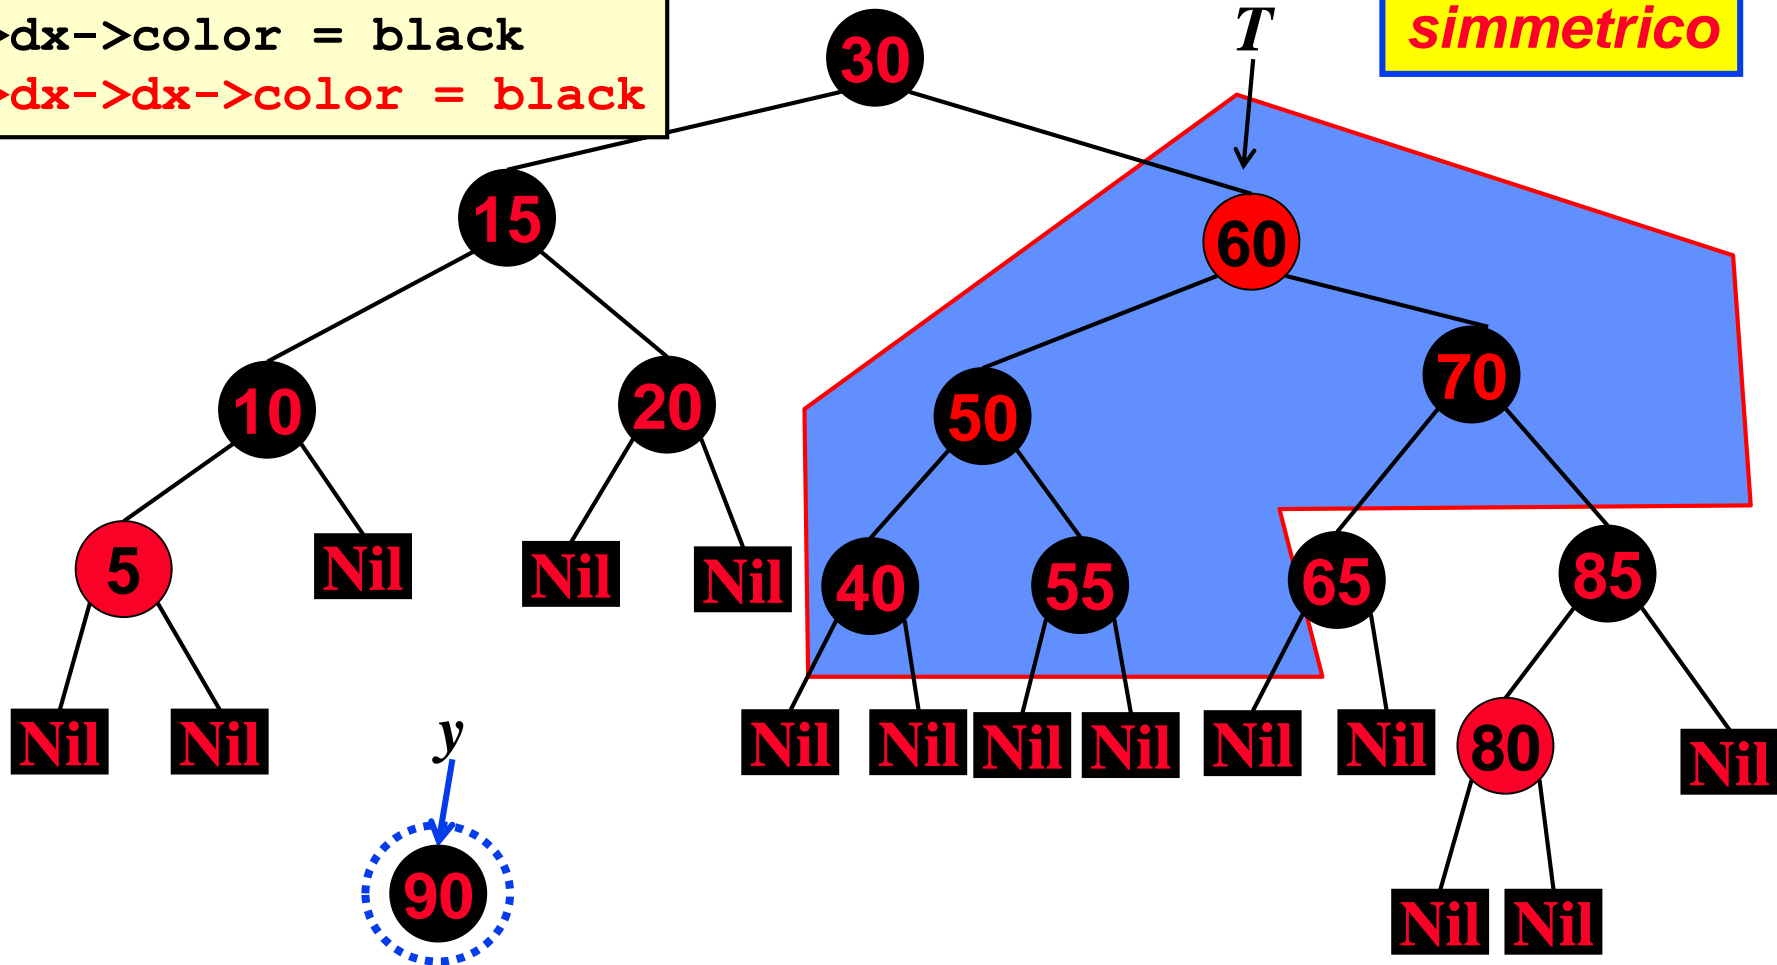 >dx->color = black
>dx->dx->color = black
simmetrico
T
30
15
60
10
20
50
70
5
Nil
Nil
Nil
40
55
65
85
Nil
Nil
Nil
Nil
Nil
Nil
Nil
Nil
80
Nil
y
90
Nil
Nil